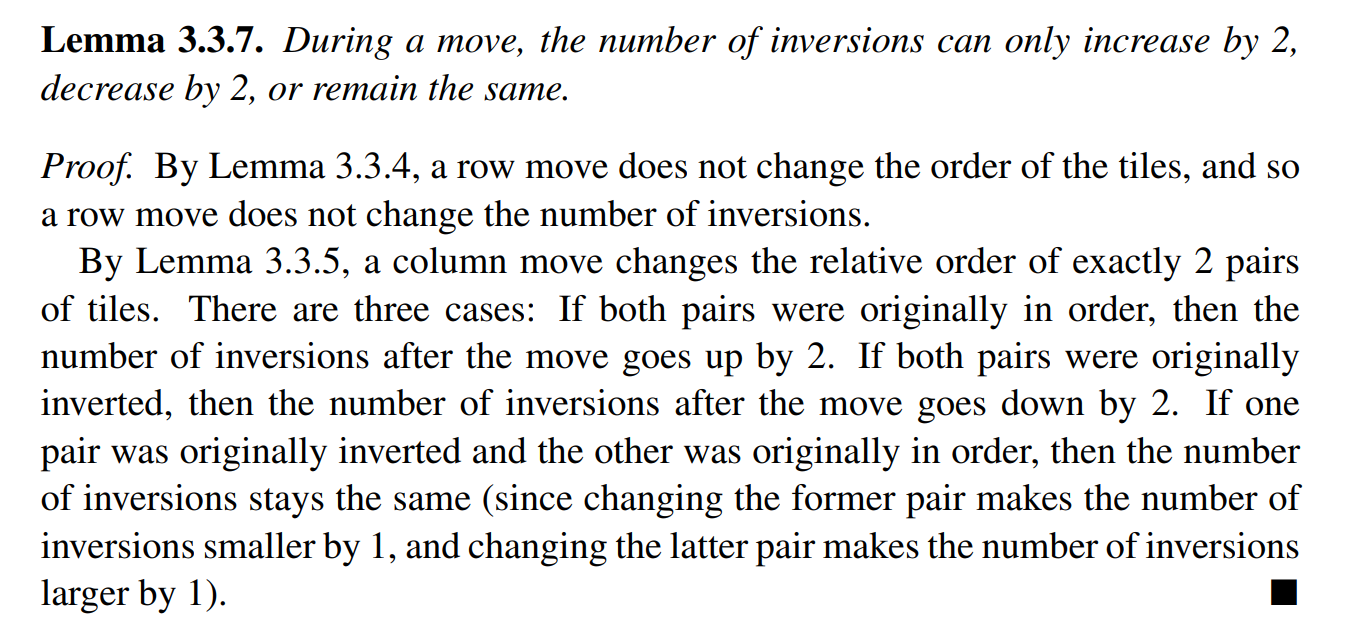 Lemma 3.3.7. During a move, the number of inversions can only increase by 2,
decrease by 2, or remain the same.
Proof. By Lemma 3.3.4, a row move does not change the order of the tiles, and so
a row move does not change the number of inversions.
By Lemma 3.3.5, a column move changes the relative order of exactly 2 pairs
of tiles. There are three cases: If both pairs were originally in order, then the
number of inversions after the move goes up by 2. If both pairs were originally
inverted, then the number of inversions after the move goes down by 2. If one
pair was originally inverted and the other was originally in order, then the number
of inversions stays the same (since changing the former pair makes the number of
inversions smaller by 1, and changing the latter pair makes the number of inversions
larger by 1). ■